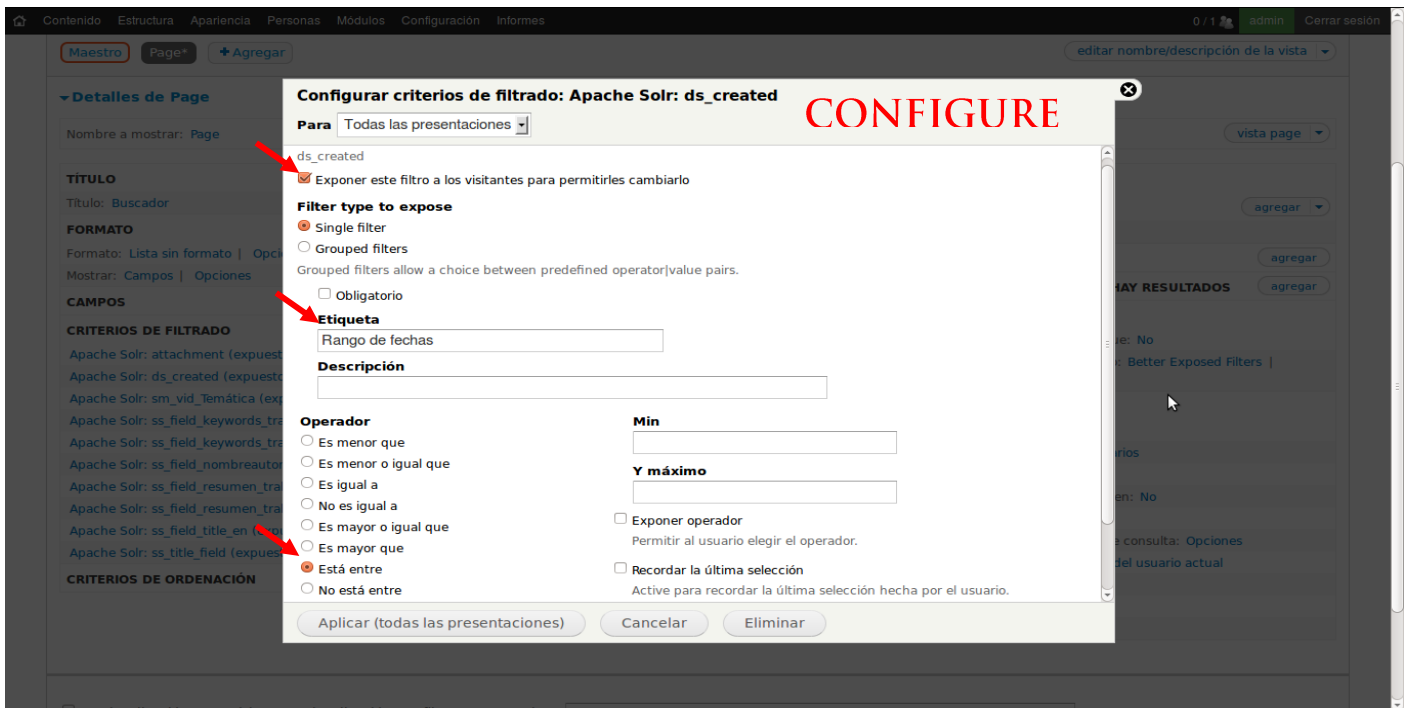 Contenido Estructura Apariencia Personas Módulos Configuración Informes 0 / 1 admin Cerrar sesión
Maestro Page* Agregar editar nombre/descripción de la vista
Detalles de Page
Nombre a mostrar: Page vista page
TÍTULO
Título: Buscador agregar
FORMATO
Formato: Lista sin formato | agregar
Mostrar: Campos | Opciones
CAMPOS HAY RESULTADOS agregar
CRITERIOS DE FILTRADO
Apache Solr: attachment No
Apache Solr: ds_created Better Exposed Filters |
Apache Solr: sm_vid_Temática
Apache Solr:
Apache Solr:
Apache Solr:
Apache Solr: No
Apache Solr:
Apache Solr: ss_field_title_en consulta: Opciones
Apache Solr: ss_title_field del usuario actual
CRITERIOS DE ORDENACIÓN
Configurar criterios de filtrado: Apache Solr: ds_created
CONFIGURE
Para Todas las presentaciones
ds_created
Exponer este filtro a los visitantes para permitirles cambiarlo
Filter type to expose
Single filter
Grouped filters
Grouped filters allow a choice between predefined operator|value pairs.
Obligatorio
Etiqueta
Rango de fechas
Descripción
Operador
Es menor que
Es menor o igual que
Es igual a
No es igual a
Es mayor o igual que
Es mayor que
Está entre
No está entre
Min
Y máximo
Exponer operador
Permitir al usuario elegir el operador.
Recordar la última selección
Active para recordar la última selección hecha por el usuario.
Aplicar (todas las presentaciones) Cancelar Eliminar